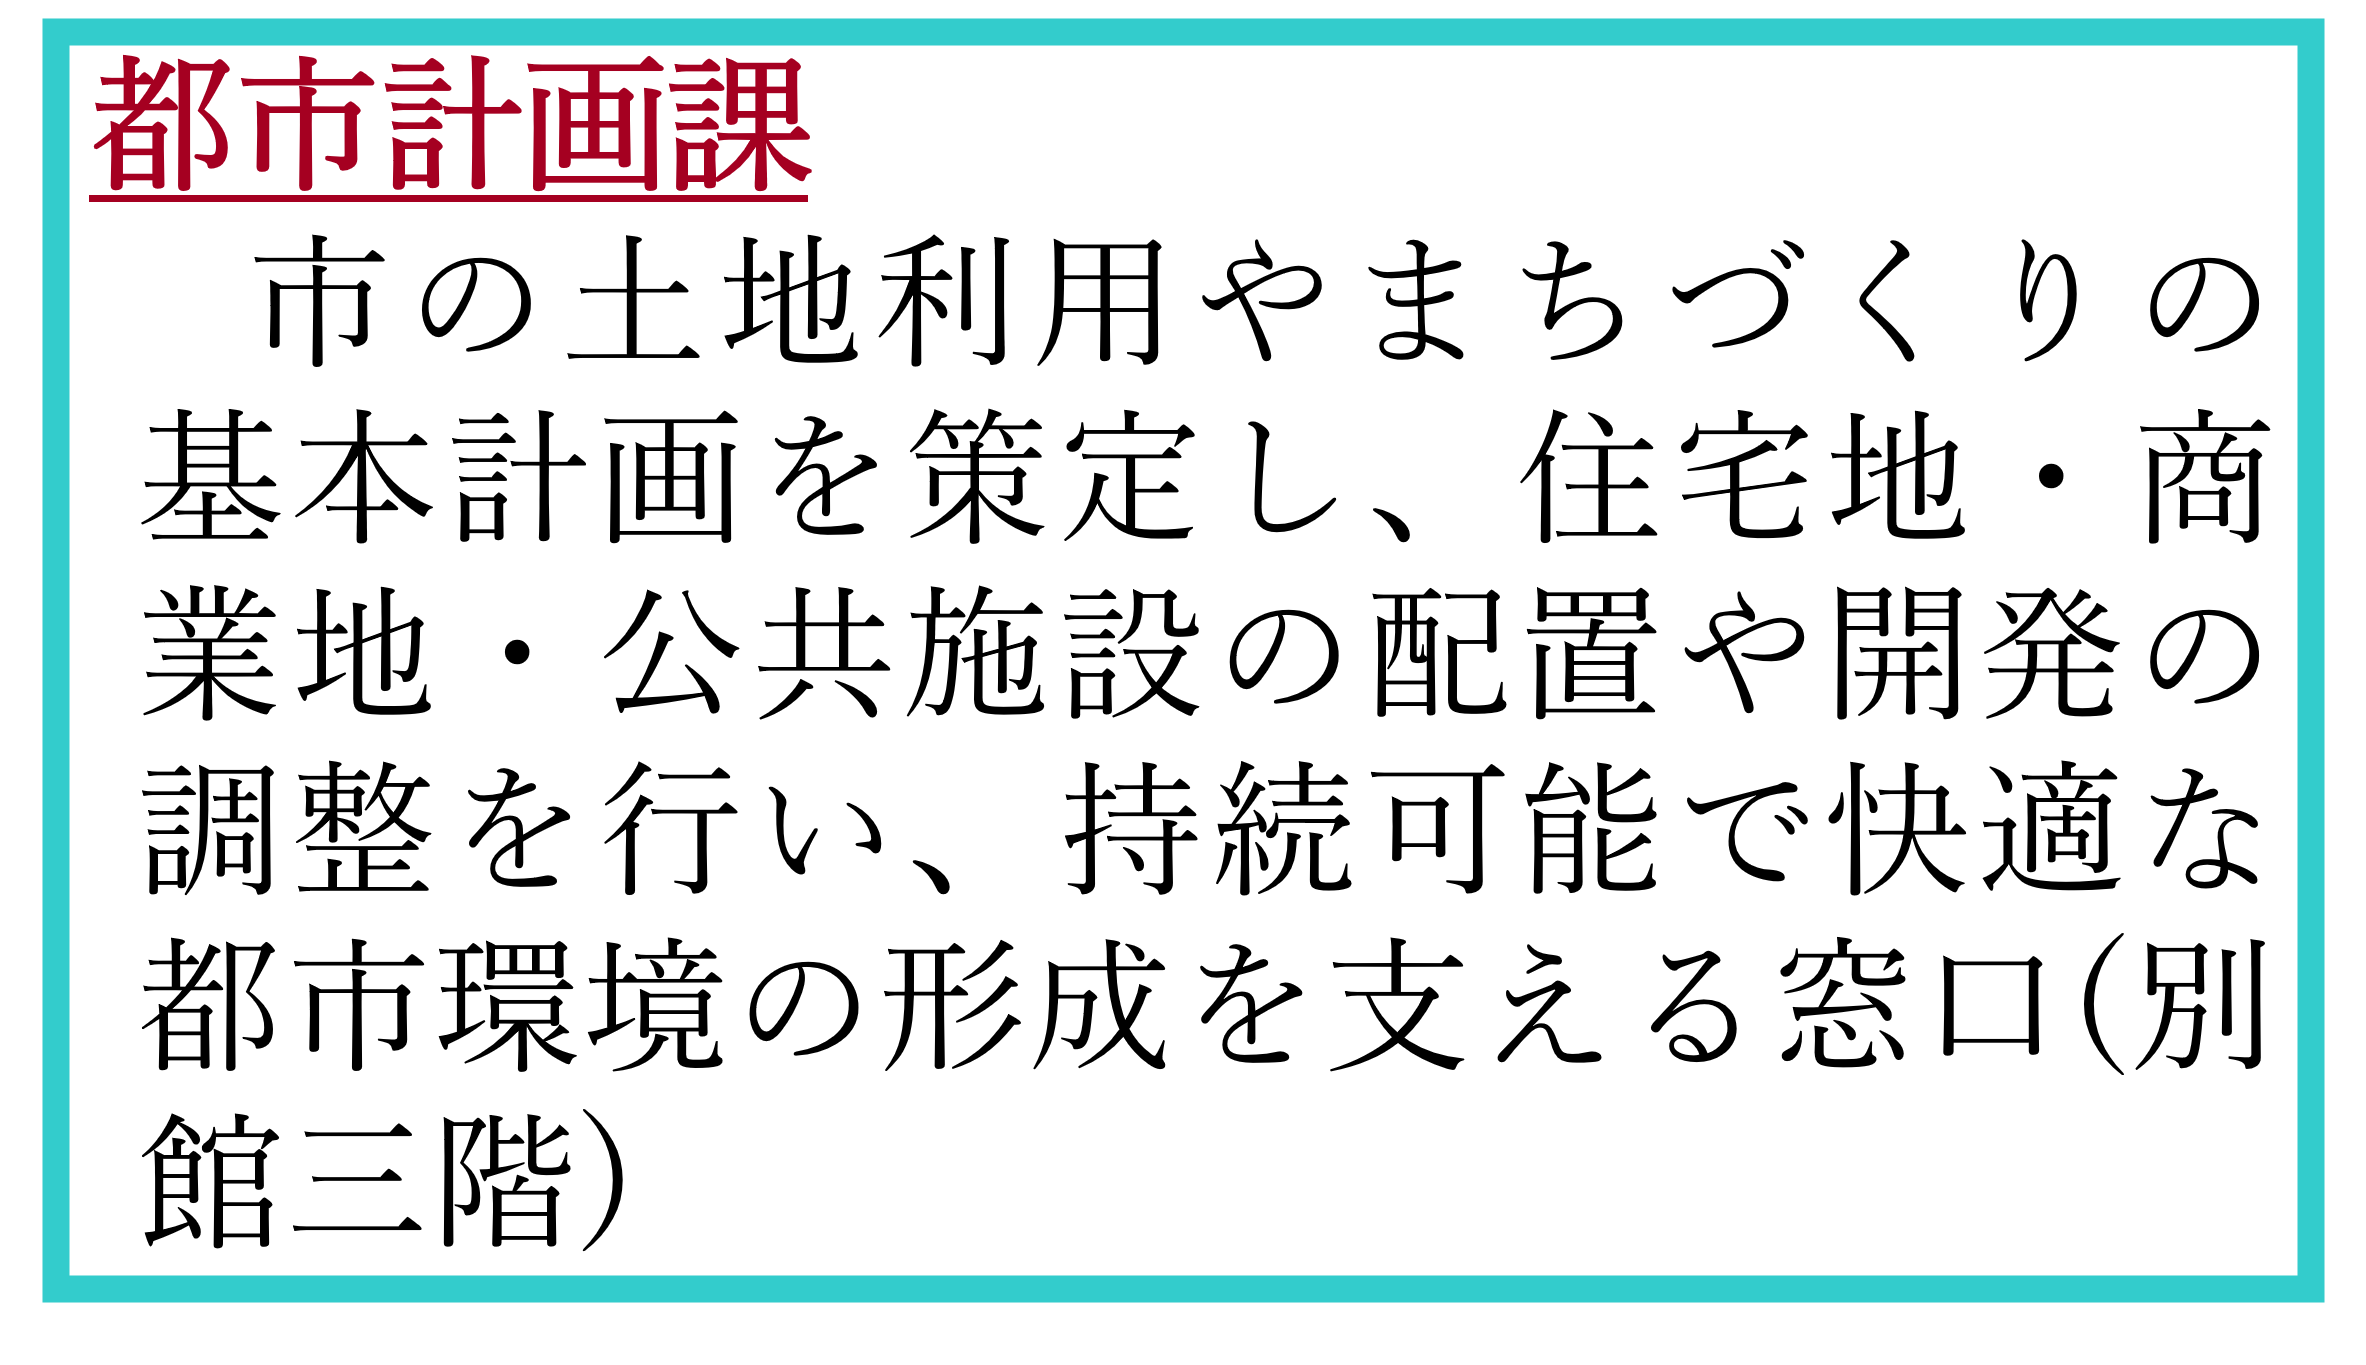 都市計画課
市の土地利用やまちづくりの
基本計画を策定し、住宅地・商
業地・公共施設の配置や開発の
調整を行い、持続可能で快適な
都市環境の形成を支える窓口(別
館三階)